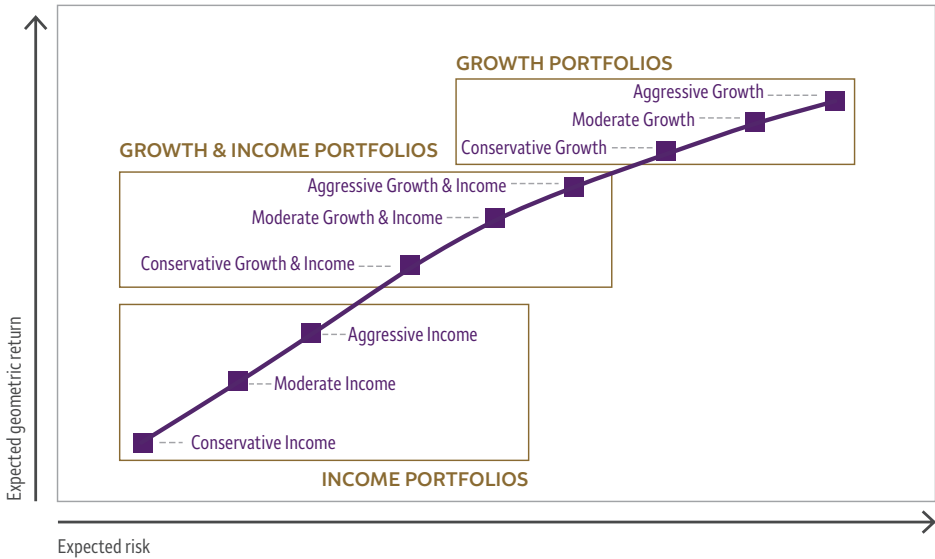 GROWTH PORTFOLIOS
Aggressive Growth
Moderate Growth
Conservative Growth
GROWTH & INCOME PORTFOLIOS
Aggressive Growth & Income
Moderate Growth & Income
Conservative Growth & Income
Aggressive Income
Moderate Income
Conservative Income
INCOME PORTFOLIOS
Expected geometric return
Expected risk